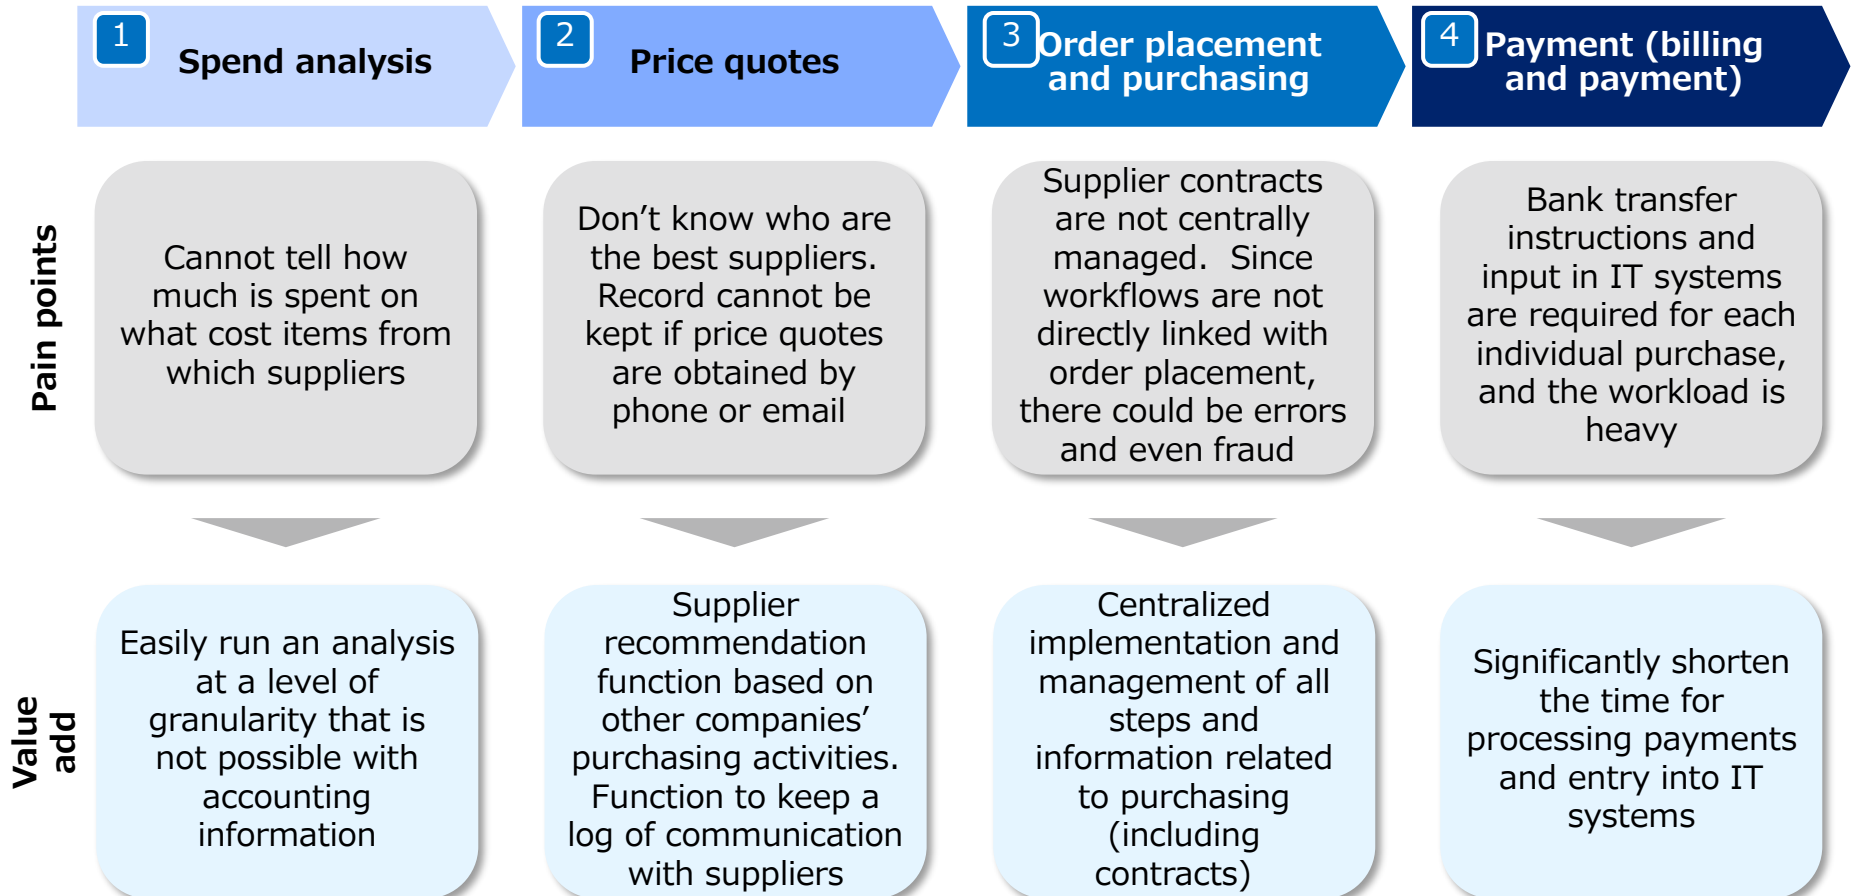 1
Spend analysis
2
Price quotes
3
Order placement
and purchasing
4
Payment (billing
and payment)
Pain points
Cannot tell how
much is spent on
what cost items from
which suppliers
Don’t know who are
the best suppliers.
Record cannot be
kept if price quotes
are obtained by
phone or email
Supplier contracts
are not centrally
managed.  Since
workflows are not
directly linked with
order placement,
there could be errors
and even fraud
Bank transfer
instructions and
input in IT systems
are required for each
individual purchase,
and the workload is
heavy
Value
add
Easily run an analysis
at a level of
granularity that is
not possible with
accounting
information
Supplier
recommendation
function based on
other companies’
purchasing activities.
Function to keep a
log of communication
with suppliers
Centralized
implementation and
management of all
steps and
information related
to purchasing
(including
contracts)
Significantly shorten
the time for
processing payments
and entry into IT
systems